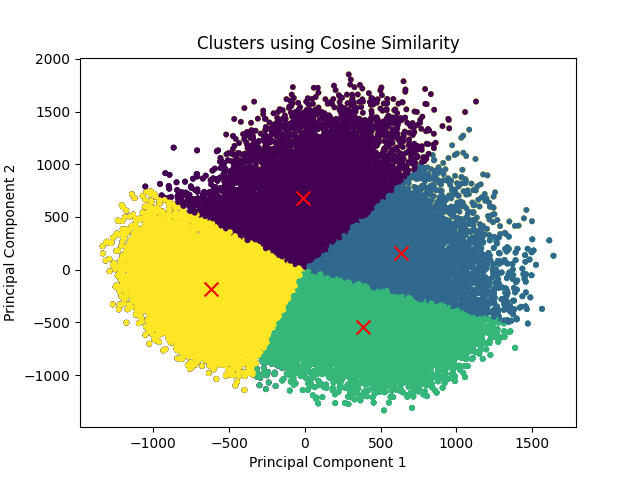 Clusters using Cosine Similarity
2000
1500
1000
500
0
−500
−1000
Principal Component 2
−1000 −500 0 500 1000 1500
Principal Component 1